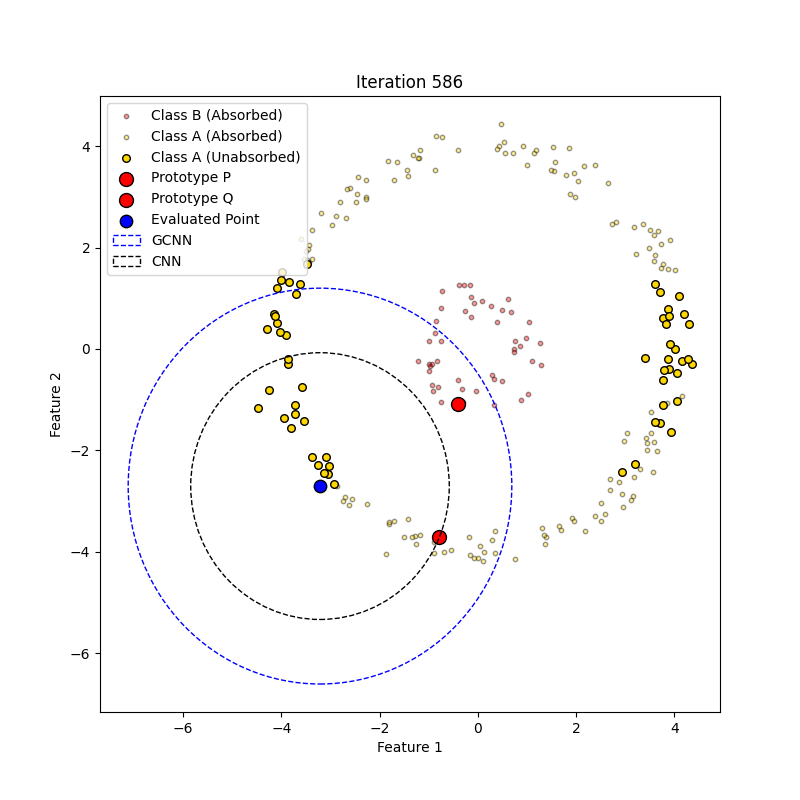 Iteration 586
Class B (Absorbed)
Class A (Absorbed)
Class A (Unabsorbed)
Prototype P
Prototype Q
Evaluated Point
GCNN
CNN
4
2
0
−2
−4
−6
Feature 2
−6 −4 −2 0 2 4
Feature 1